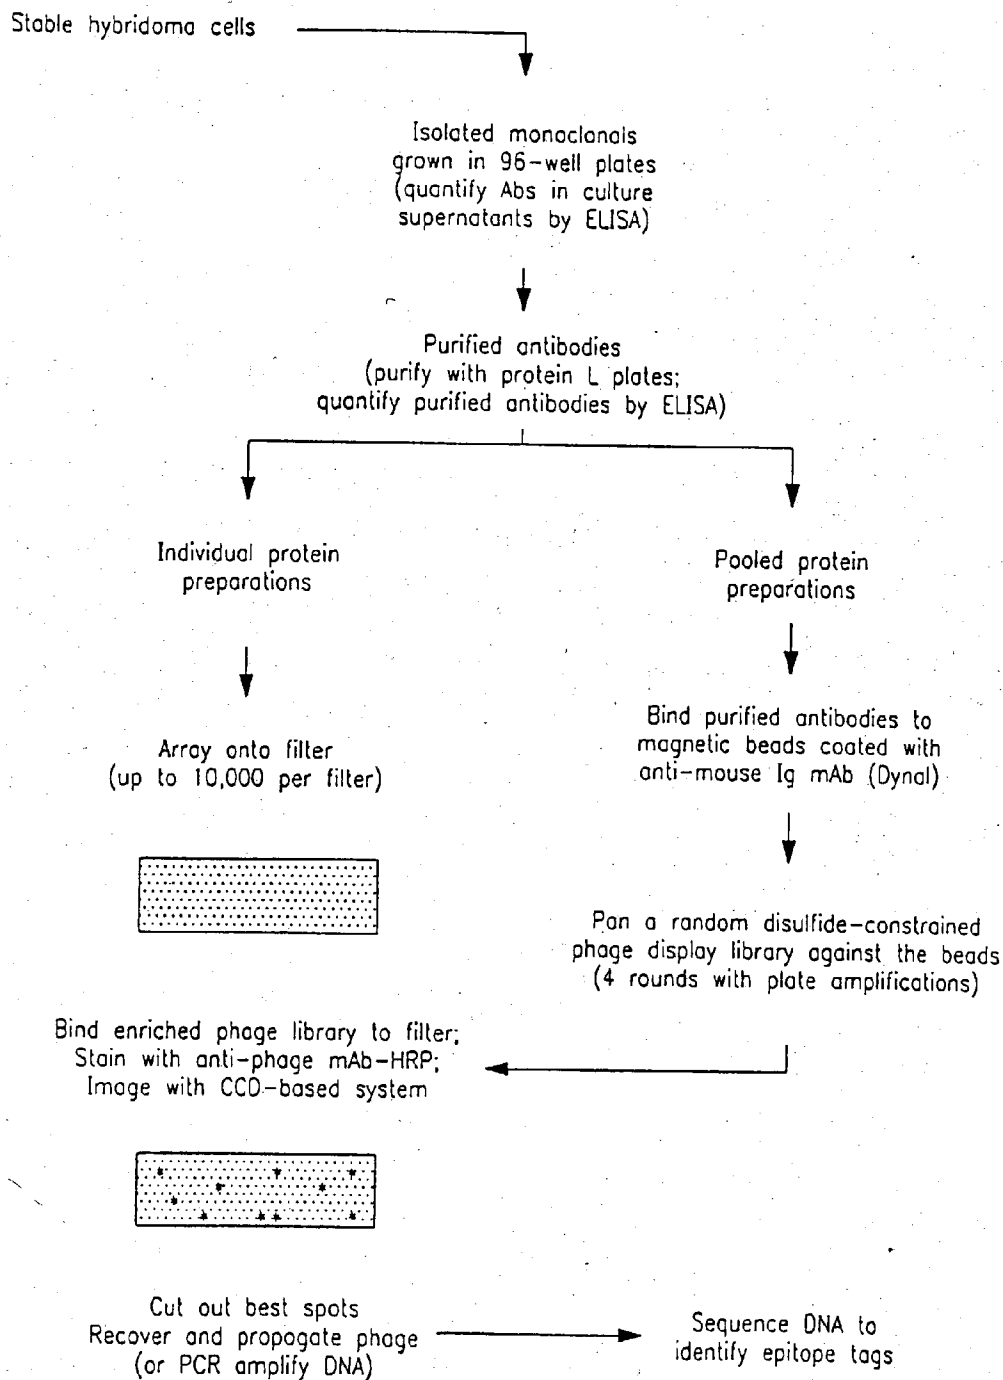 Stable hybridoma cells
Isolated monoclonals
grown in 96-well plates
(quantify Abs in culture
supernatants by ELISA)
Purified antibodies
(purify with protein L plates;
quantify purified antibodies by ELISA)
Individual protein
preparations
Pooled protein
preparations
Array onto filter
(up to 10,000 per filter)
Bind purified antibodies to
magnetic beads coated with
anti-mouse Ig mAb (Dynal)
Pan a random disulfide-constrained
phage display library against the beads
(4 rounds with plate amplifications)
Bind enriched phage library to filter;
Stain with anti-phage mAb-HRP;
Image with CCD-based system
Cut out best spots
Recover and propogate phage
(or PCR amplify DNA)
Sequence DNA to
identify epitope tags